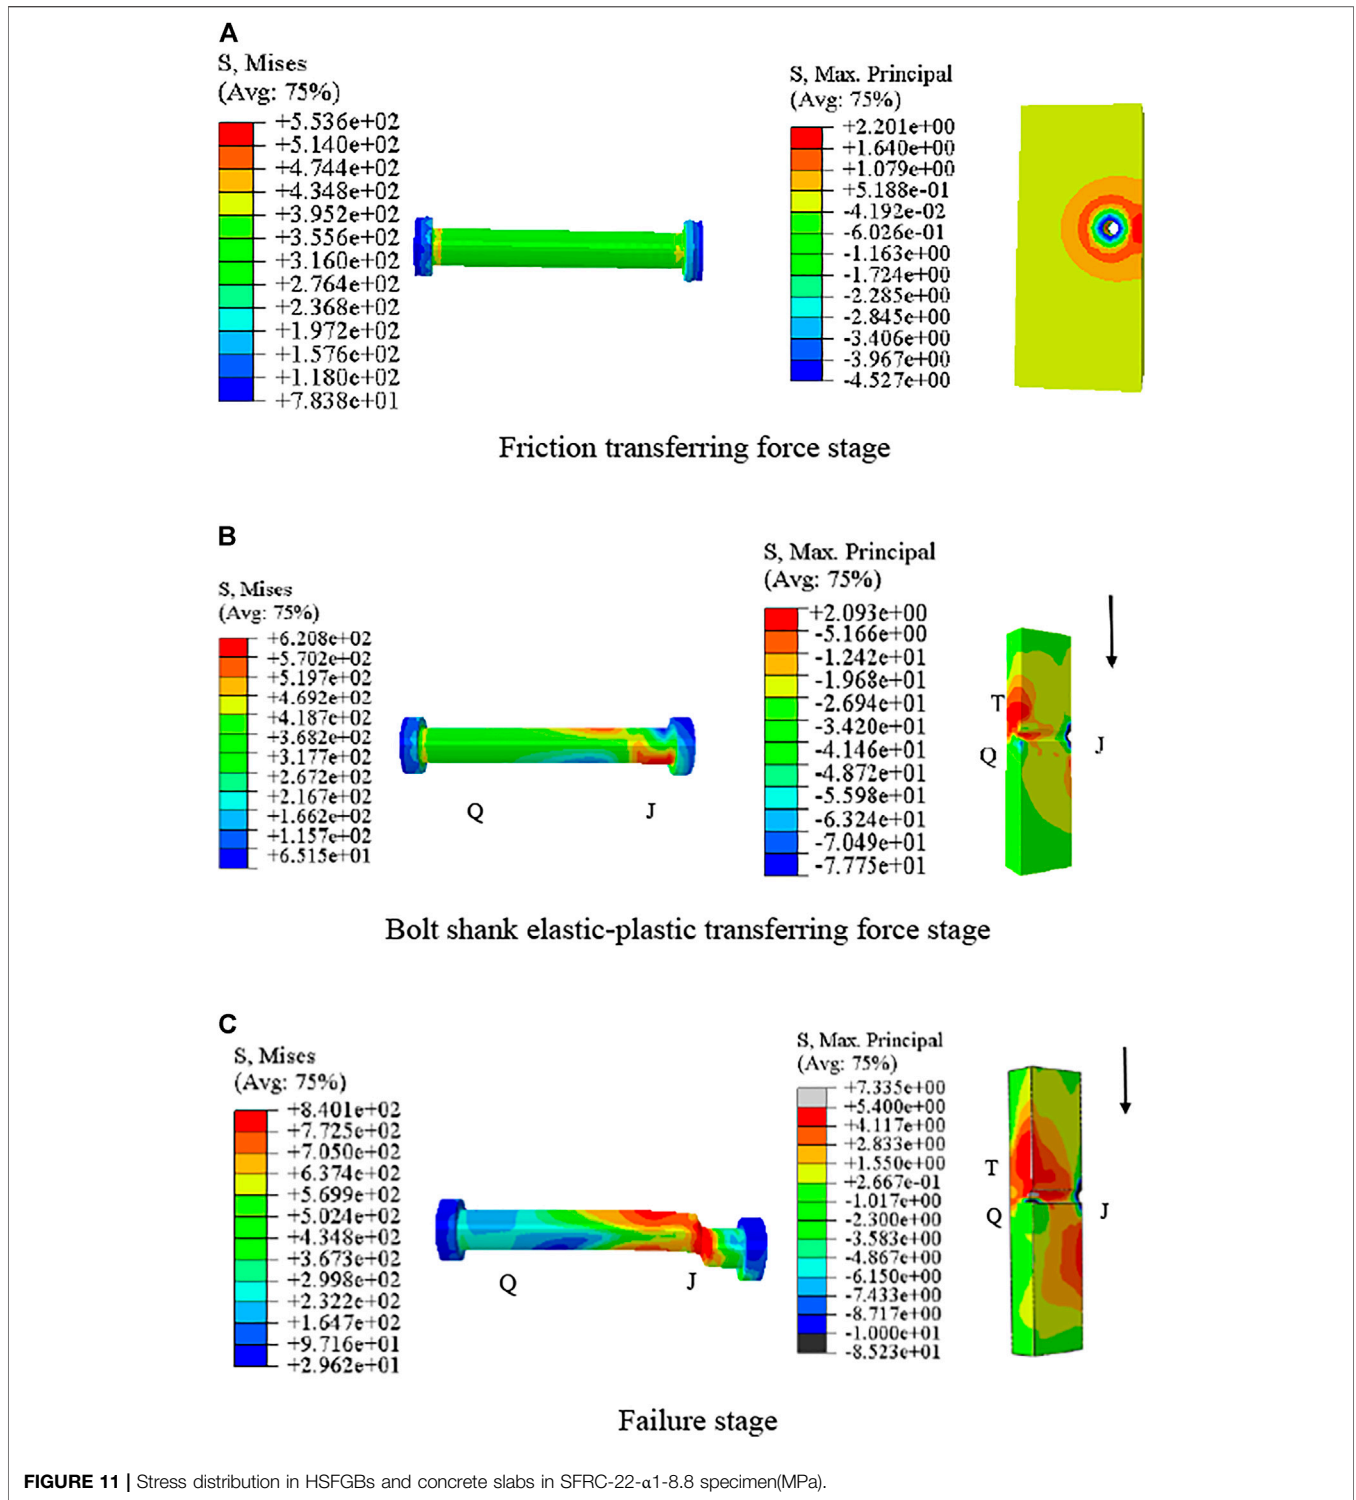 A
S, Mises
(Avg: 75%)
+5.536e+02
+5.140e+02
+4.744e+02
+4.348e+02
+3.952e+02
+3.556e+02
+3.160e+02
+2.764e+02
+2.368e+02
+1.972e+02
+1.576e+02
+1.180e+02
+7.838e+01
S, Max. Principal
(Avg: 75%)
+2.201e+00
+1.640e+00
+1.079e+00
+5.188e-01
-4.192e-02
-6.026e-01
-1.163e+00
-1.724e+00
-2.285e+00
-2.845e+00
-3.406e+00
-3.967e+00
-4.527e+00
Friction transferring force stage
B
S, Mises
(Avg: 75%)
+6.208e+02
+5.702e+02
+5.197e+02
+4.692e+02
+4.187e+02
+3.682e+02
+3.177e+02
+2.672e+02
+2.167e+02
+1.662e+02
+1.157e+02
+6.515e+01
Q J
S, Max. Principal
(Avg: 75%)
+2.093e+00
-5.166e+00
-1.242e+01
-1.968e+01
-2.694e+01
-3.420e+01
-4.146e+01
-4.872e+01
-5.598e+01
-6.324e+01
-7.049e+01
-7.775e+01
T
Q
J
Bolt shank elastic-plastic transferring force stage
C
S, Mises
(Avg: 75%)
+8.401e+02
+7.725e+02
+7.050e+02
+6.374e+02
+5.699e+02
+5.024e+02
+4.348e+02
+3.673e+02
+2.998e+02
+2.322e+02
+1.647e+02
+9.716e+01
+2.962e+01
Q J
S, Max. Principal
(Avg: 75%)
+7.335e+00
+5.400e+00
+4.117e+00
+2.833e+00
+1.550e+00
+2.667e-01
-1.017e+00
-2.300e+00
-3.583e+00
-4.867e+00
-6.150e+00
-7.433e+00
-8.717e+00
-1.000e+01
-8.523e+01
T
Q
J
Failure stage
FIGURE 11 | Stress distribution in HSFGBs and concrete slabs in SFRC-22-α1-8.8 specimen(MPa).